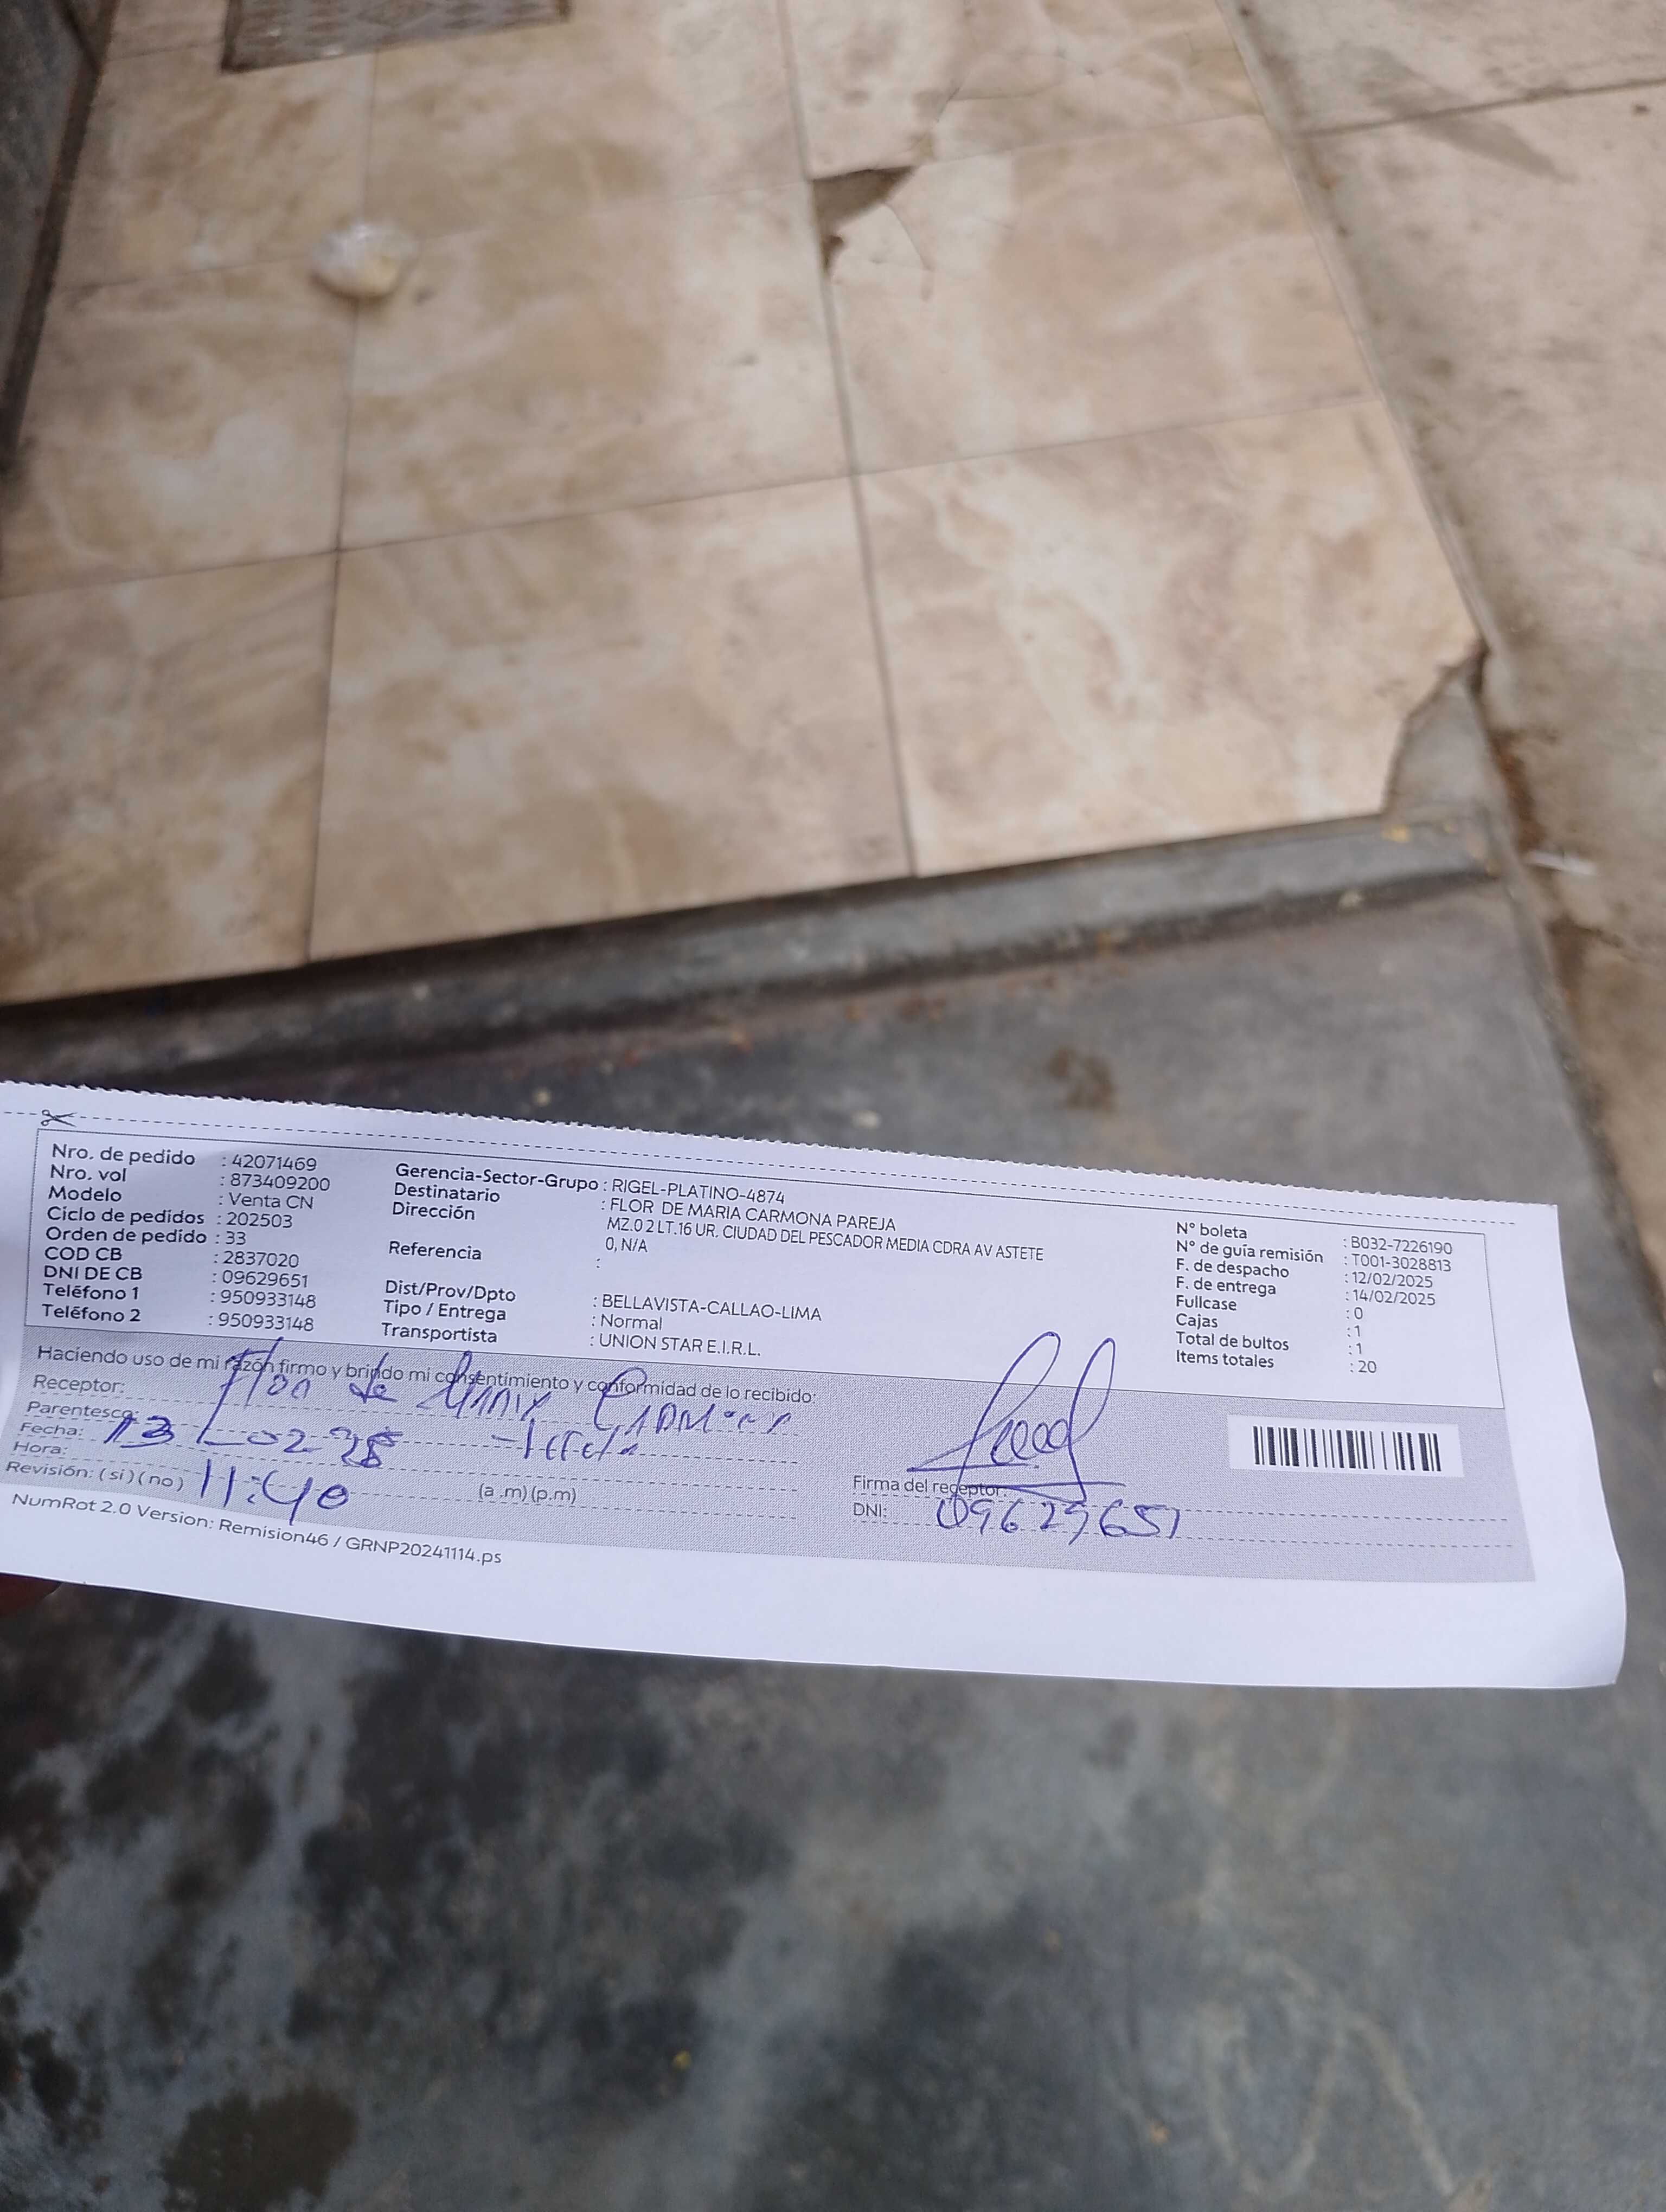 Nro. de pedido : 42071469
Nro. vol : 873409200
Modelo : Venta CN
Ciclo de pedidos : 202503
Orden de pedido : 33
COD CB : 2837020
DNI DE CB : 09629651
Teléfono 1 : 950933148
Teléfono 2 : 950933148
Gerencia-Sector-Grupo : RIGEL-PLATINO-4874
Destinatario : FLOR DE MARIA CARMONA PAREJA
Dirección MZ.0 2 LT.16 UR. CIUDAD DEL PESCADOR MEDIA CDRA AV ASTETE
0, N/A
Referencia :
Dist/Prov/Dpto : BELLAVISTA-CALLAO-LIMA
Tipo / Entrega : Normal
Transportista : UNION STAR E.I.R.L.
N° boleta : B032-7226190
N° de guía remisión : T001-3028813
F. de despacho : 12/02/2025
F. de entrega : 14/02/2025
Fullcase : 0
Cajas : 1
Total de bultos : 1
Items totales : 20
Haciendo uso de mi razón firmo y brindo mi consentimiento y conformidad de lo recibido:
Receptor: Flor de Maria Carmona
Parentesco:
Fecha: 13-02-25
Hora: 11:40 (a .m) (p.m)
Revisión: ( si ) ( no )
Firma del receptor:
DNI: 09629651
NumRot 2.0 Version: Remision46 / GRNP20241114.ps